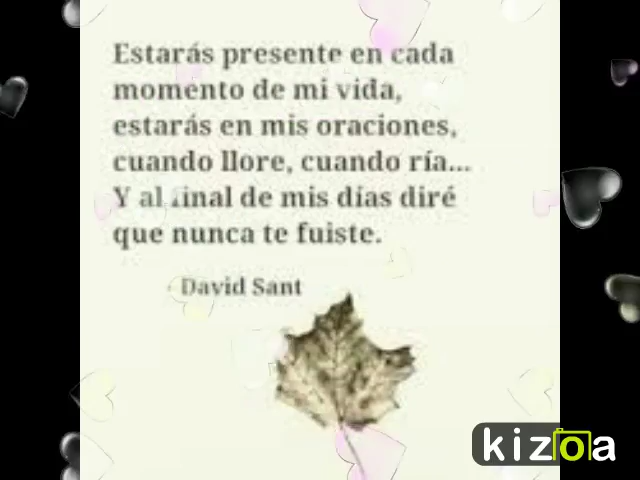 Estarás presente en cada
momento de mi vida,
estarás en mis oraciones,
cuando llore, cuando ría...
Y al final de mis días diré
que nunca te fuiste.
- David Sant
kizoa